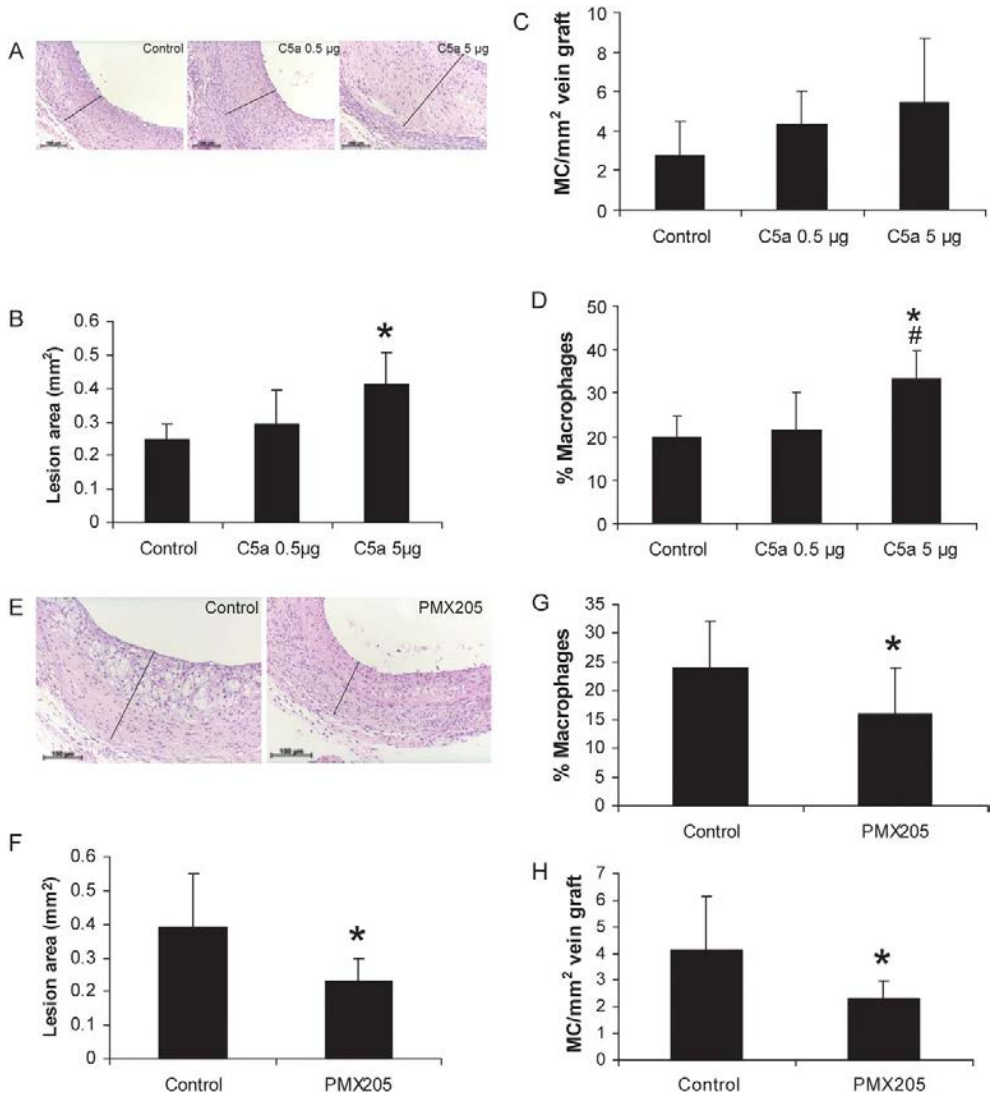 A
Control
C5a 0.5 µg
C5a 5 µg
100 µm
B
Lesion area (mm²)
0.6
0.5
0.4
0.3
0.2
0.1
0
*
Control
C5a 0.5µg
C5a 5µg
C
MC/mm² vein graft
10
8
6
4
2
0
Control
C5a 0.5 µg
C5a 5 µg
D
% Macrophages
50
40
30
20
10
0
*
#
Control
C5a 0.5 µg
C5a 5 µg
E
Control
PMX205
100 µm
100 µm
F
Lesion area (mm²)
0.6
0.5
0.4
0.3
0.2
0.1
0
*
Control
PMX205
G
% Macrophages
35
30
25
20
15
10
5
0
*
Control
PMX205
H
MC/mm² vein graft
7
6
5
4
3
2
1
0
*
Control
PMX205